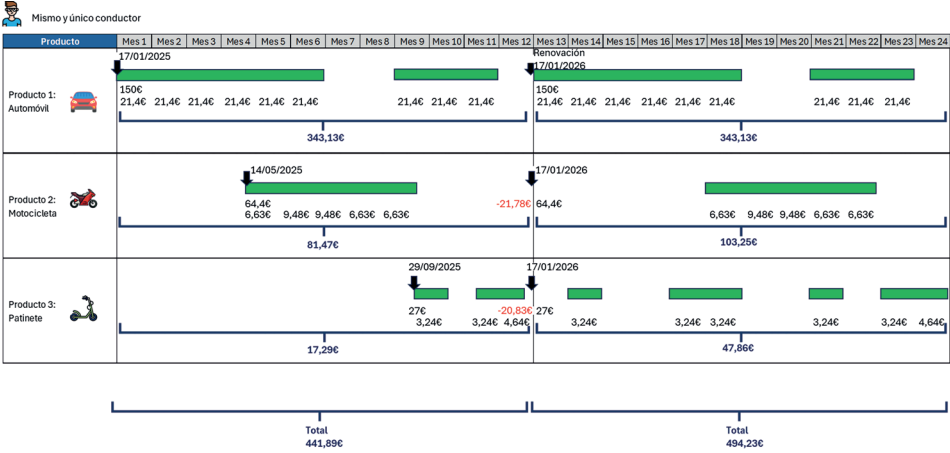 Mismo y único conductor
Producto Mes 1 Mes 2 Mes 3 Mes 4 Mes 5 Mes 6 Mes 7 Mes 8 Mes 9 Mes 10 Mes 11 Mes 12 Mes 13 Mes 14 Mes 15 Mes 16 Mes 17 Mes 18 Mes 19 Mes 20 Mes 21 Mes 22 Mes 23 Mes 24
17/01/2025 Renovación
17/01/2026
Producto 1:
Automóvil
150€ 150€
21,4€ 21,4€ 21,4€ 21,4€ 21,4€ 21,4€ 21,4€ 21,4€ 21,4€ 21,4€ 21,4€ 21,4€ 21,4€ 21,4€ 21,4€ 21,4€ 21,4€ 21,4€
343,13€ 343,13€
14/05/2025 17/01/2026
Producto 2:
Motocicleta
64,4€ -21,78€ 64,4€
6,63€ 9,48€ 9,48€ 6,63€ 6,63€ 6,63€ 9,48€ 9,48€ 6,63€ 6,63€
81,47€ 103,25€
29/09/2025 17/01/2026
Producto 3:
Patinete
27€ -20,83€ 27€
3,24€ 3,24€ 4,64€ 3,24€ 3,24€ 3,24€ 3,24€ 3,24€ 4,64€
17,29€ 47,86€
Total Total
441,89€ 494,23€